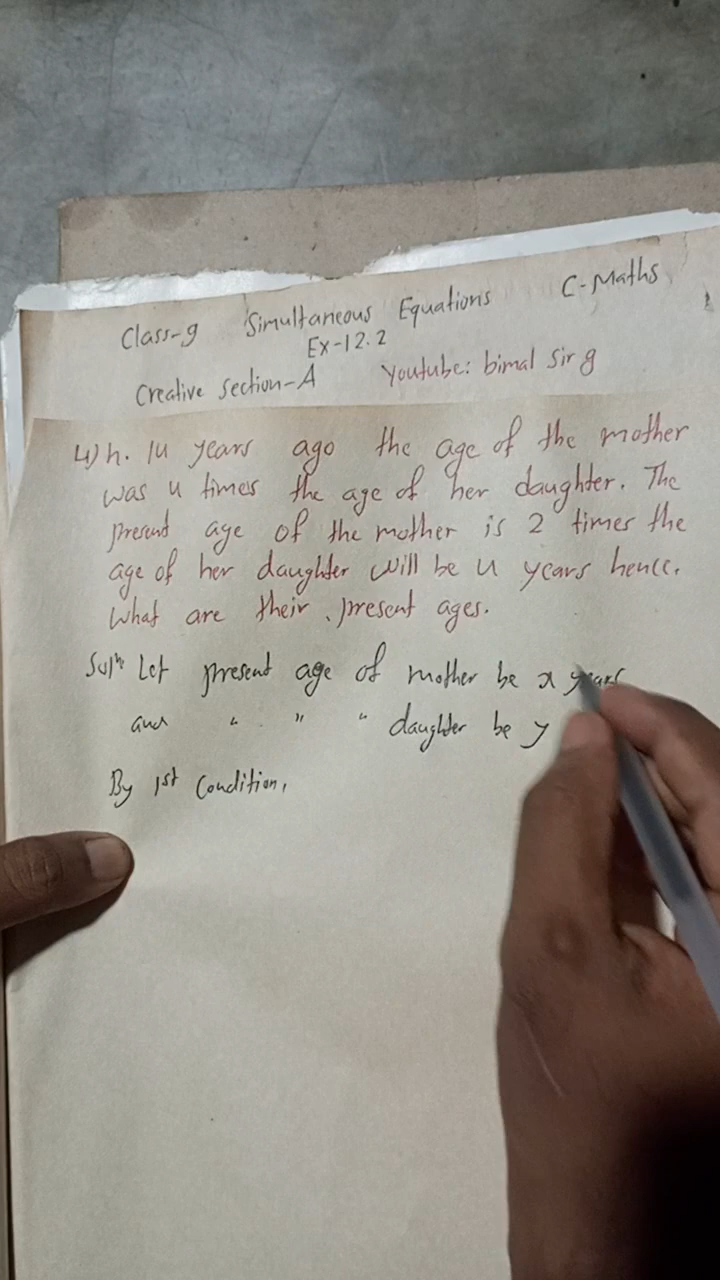 Class-9 Simultaneous Equations C-Maths
Ex-12.2
Creative section-A Youtube: bimal sir g
4) h. 14 years ago the age of the mother
was 4 times the age of her daughter. The
present age of the mother is 2 times the
age of her daughter will be 4 years hence.
What are their present ages.
Solⁿ Let present age of mother be x years
and " " " daughter be y
By 1st Condition,